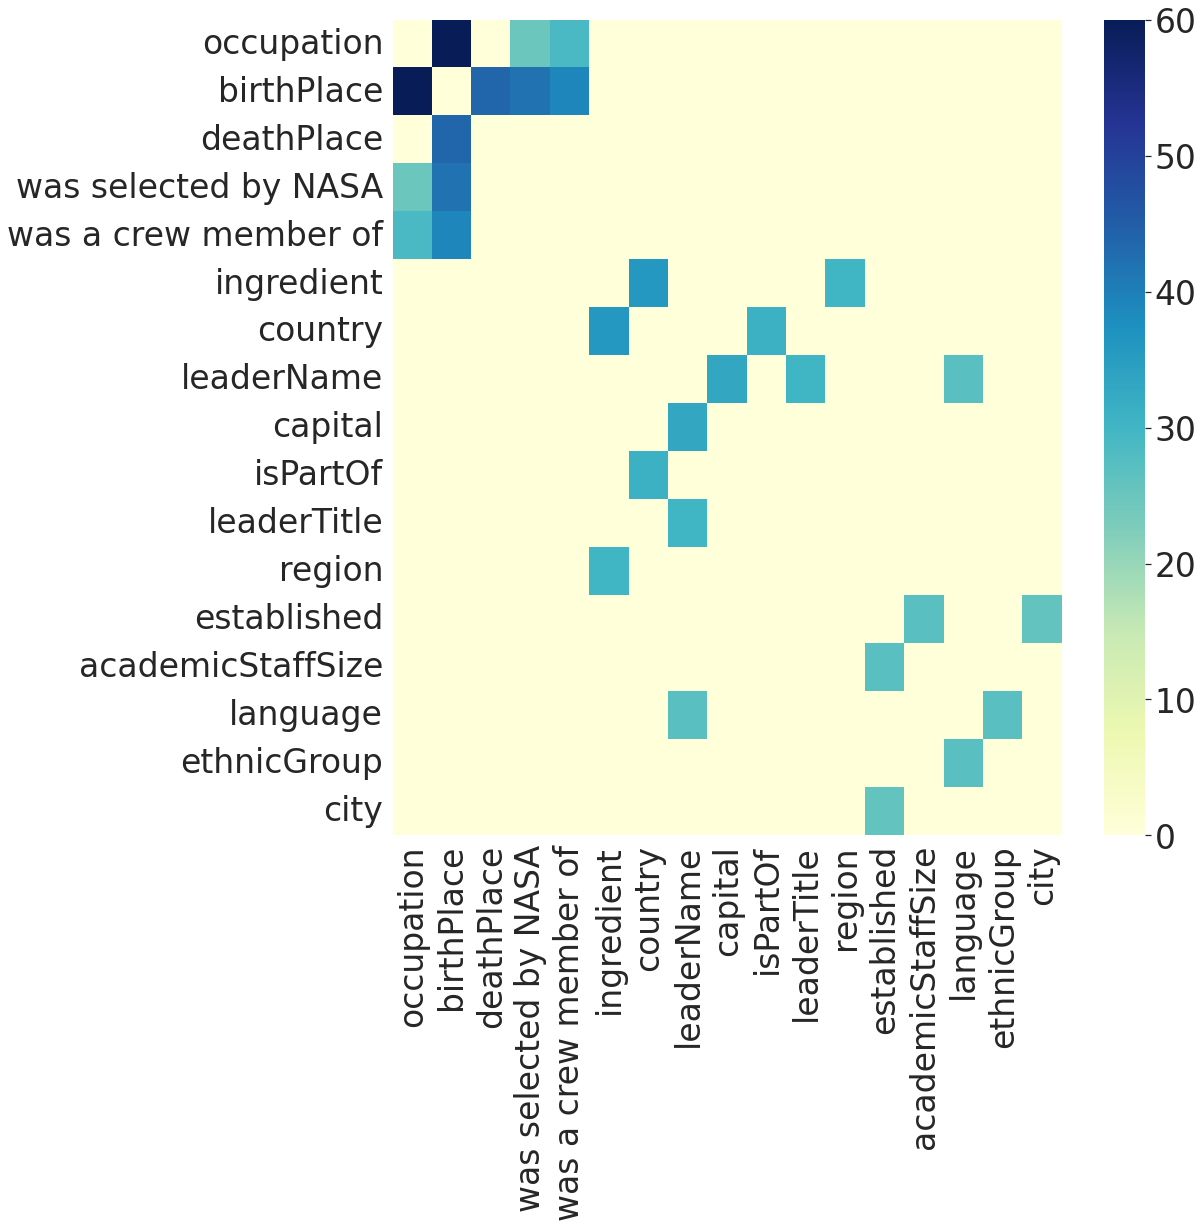 occupation
birthPlace
deathPlace
was selected by NASA
was a crew member of
ingredient
country
leaderName
capital
isPartOf
leaderTitle
region
established
academicStaffSize
language
ethnicGroup
city
occupation
birthPlace
deathPlace
was selected by NASA
was a crew member of
ingredient
country
leaderName
capital
isPartOf
leaderTitle
region
established
academicStaffSize
language
ethnicGroup
city
60
50
40
30
20
10
0